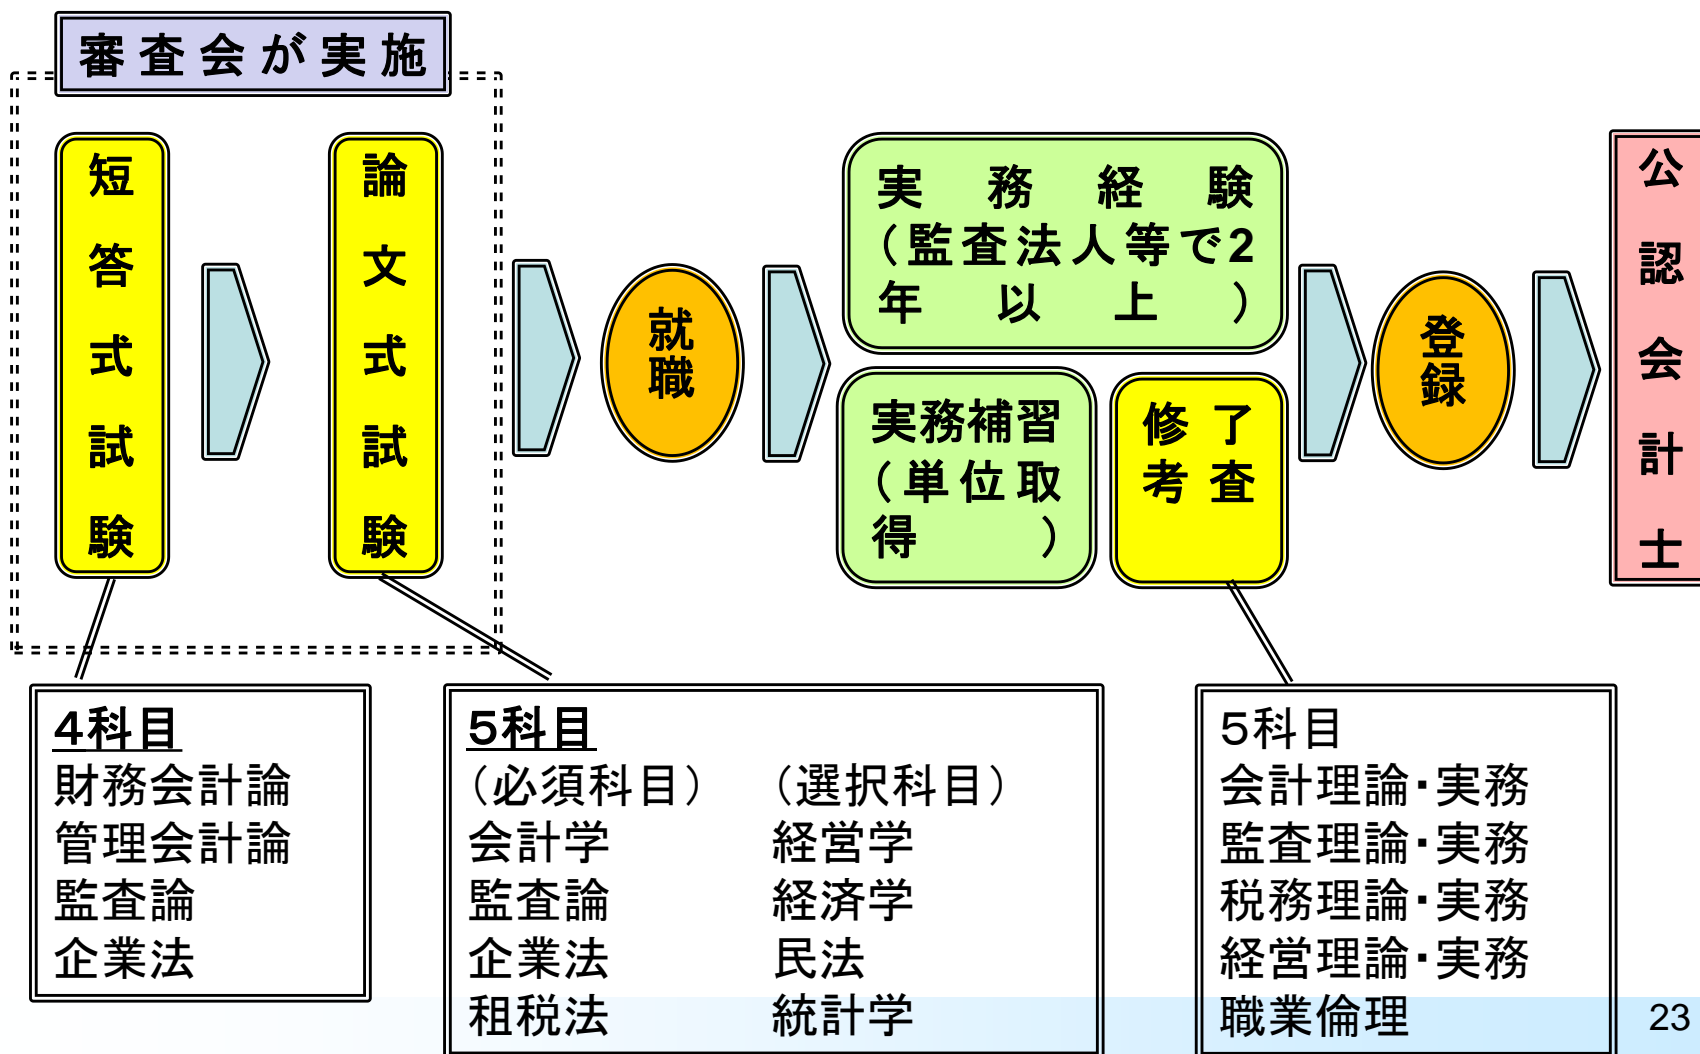 審査会が実施
短答式試験
論文式試験
就職
実務経験
（監査法人等で2
年以上）
実務補習
（単位取
得）
修了
考査
登録
公認会計士
４科目
財務会計論
管理会計論
監査論
企業法
５科目
（必須科目）　（選択科目）
会計学　経営学
監査論　経済学
企業法　民法
租税法　統計学
５科目
会計理論・実務
監査理論・実務
税務理論・実務
経営理論・実務
職業倫理
23